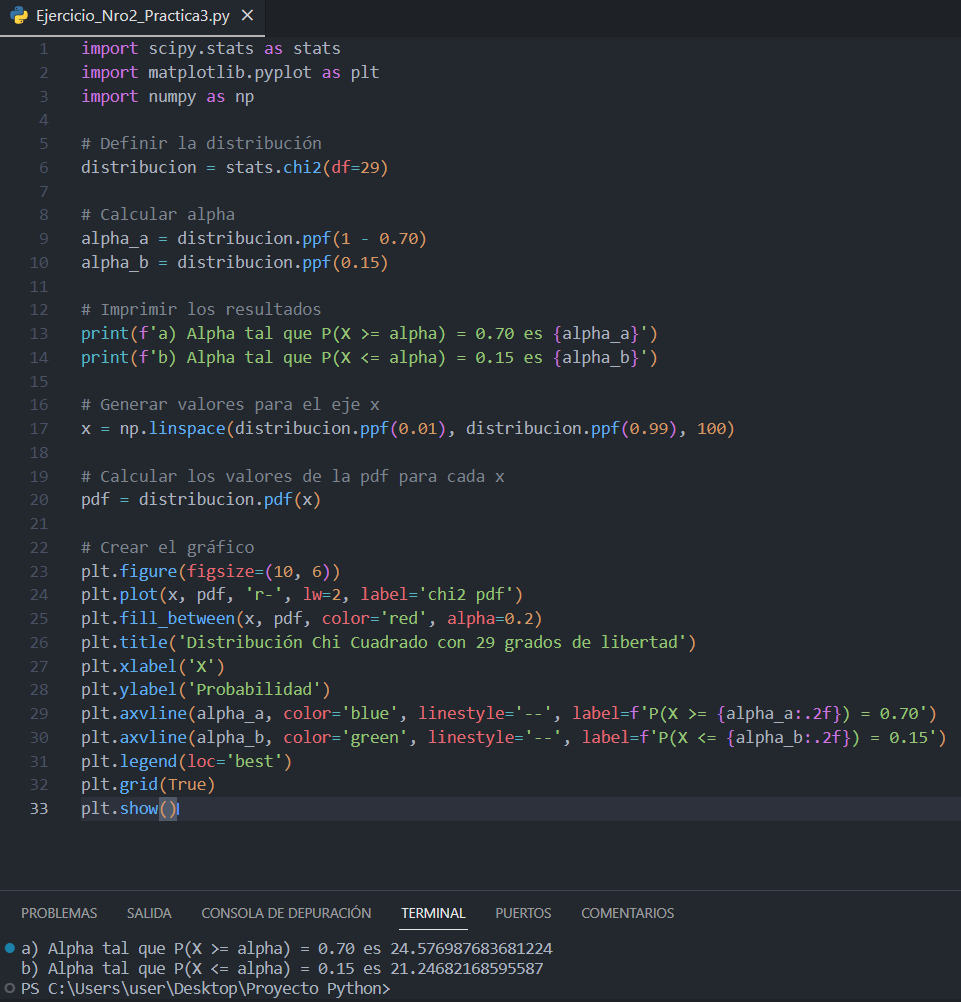 Ejercicio_Nro2_Practica3.py
1 import scipy.stats as stats
2 import matplotlib.pyplot as plt
3 import numpy as np
4
5 # Definir la distribución
6 distribucion = stats.chi2(df=29)
7
8 # Calcular alpha
9 alpha_a = distribucion.ppf(1 - 0.70)
10 alpha_b = distribucion.ppf(0.15)
11
12 # Imprimir los resultados
13 print(f'a) Alpha tal que P(X >= alpha) = 0.70 es {alpha_a}')
14 print(f'b) Alpha tal que P(X <= alpha) = 0.15 es {alpha_b}')
15
16 # Generar valores para el eje x
17 x = np.linspace(distribucion.ppf(0.01), distribucion.ppf(0.99), 100)
18
19 # Calcular los valores de la pdf para cada x
20 pdf = distribucion.pdf(x)
21
22 # Crear el gráfico
23 plt.figure(figsize=(10, 6))
24 plt.plot(x, pdf, 'r-', lw=2, label='chi2 pdf')
25 plt.fill_between(x, pdf, color='red', alpha=0.2)
26 plt.title('Distribución Chi Cuadrado con 29 grados de libertad')
27 plt.xlabel('X')
28 plt.ylabel('Probabilidad')
29 plt.axvline(alpha_a, color='blue', linestyle='--', label=f'P(X >= {alpha_a:.2f}) = 0.70')
30 plt.axvline(alpha_b, color='green', linestyle='--', label=f'P(X <= {alpha_b:.2f}) = 0.15')
31 plt.legend(loc='best')
32 plt.grid(True)
33 plt.show()
PROBLEMAS SALIDA CONSOLA DE DEPURACIÓN TERMINAL PUERTOS COMENTARIOS
a) Alpha tal que P(X >= alpha) = 0.70 es 24.576987683681224
b) Alpha tal que P(X <= alpha) = 0.15 es 21.24682168595587
PS C:\Users\user\Desktop\Proyecto Python>